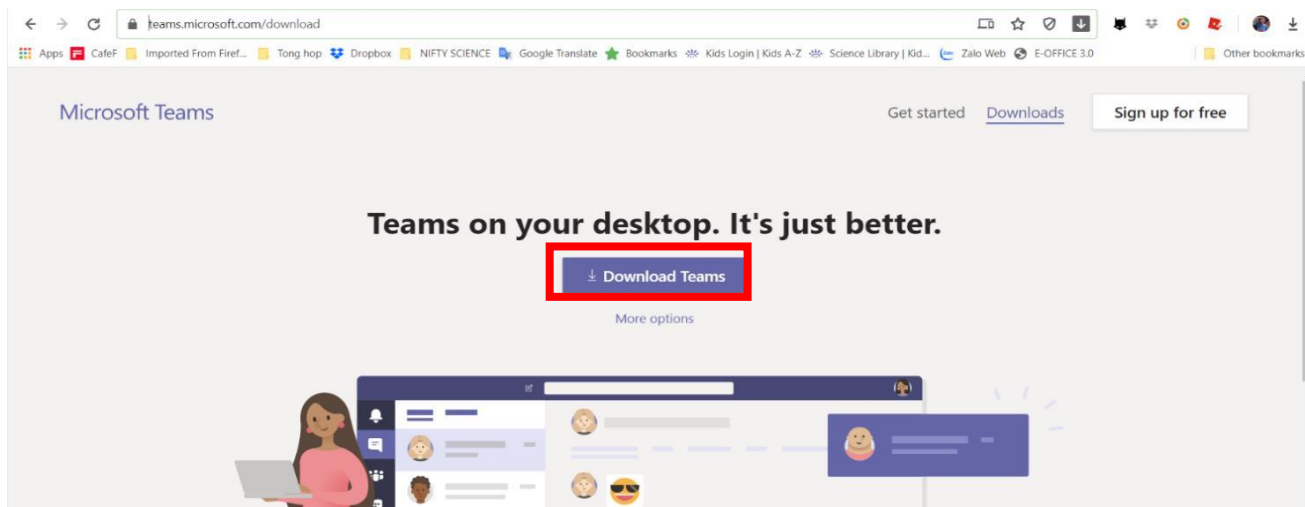 teams.microsoft.com/download
Apps CafeF Imported From Firef... Tong hop Dropbox NIFTY SCIENCE Google Translate Bookmarks Kids Login | Kids A-Z Science Library | Kid... Zalo Web E-OFFICE 3.0 Other bookmarks
Microsoft Teams Get started Downloads Sign up for free
Teams on your desktop. It's just better.
Download Teams
More options